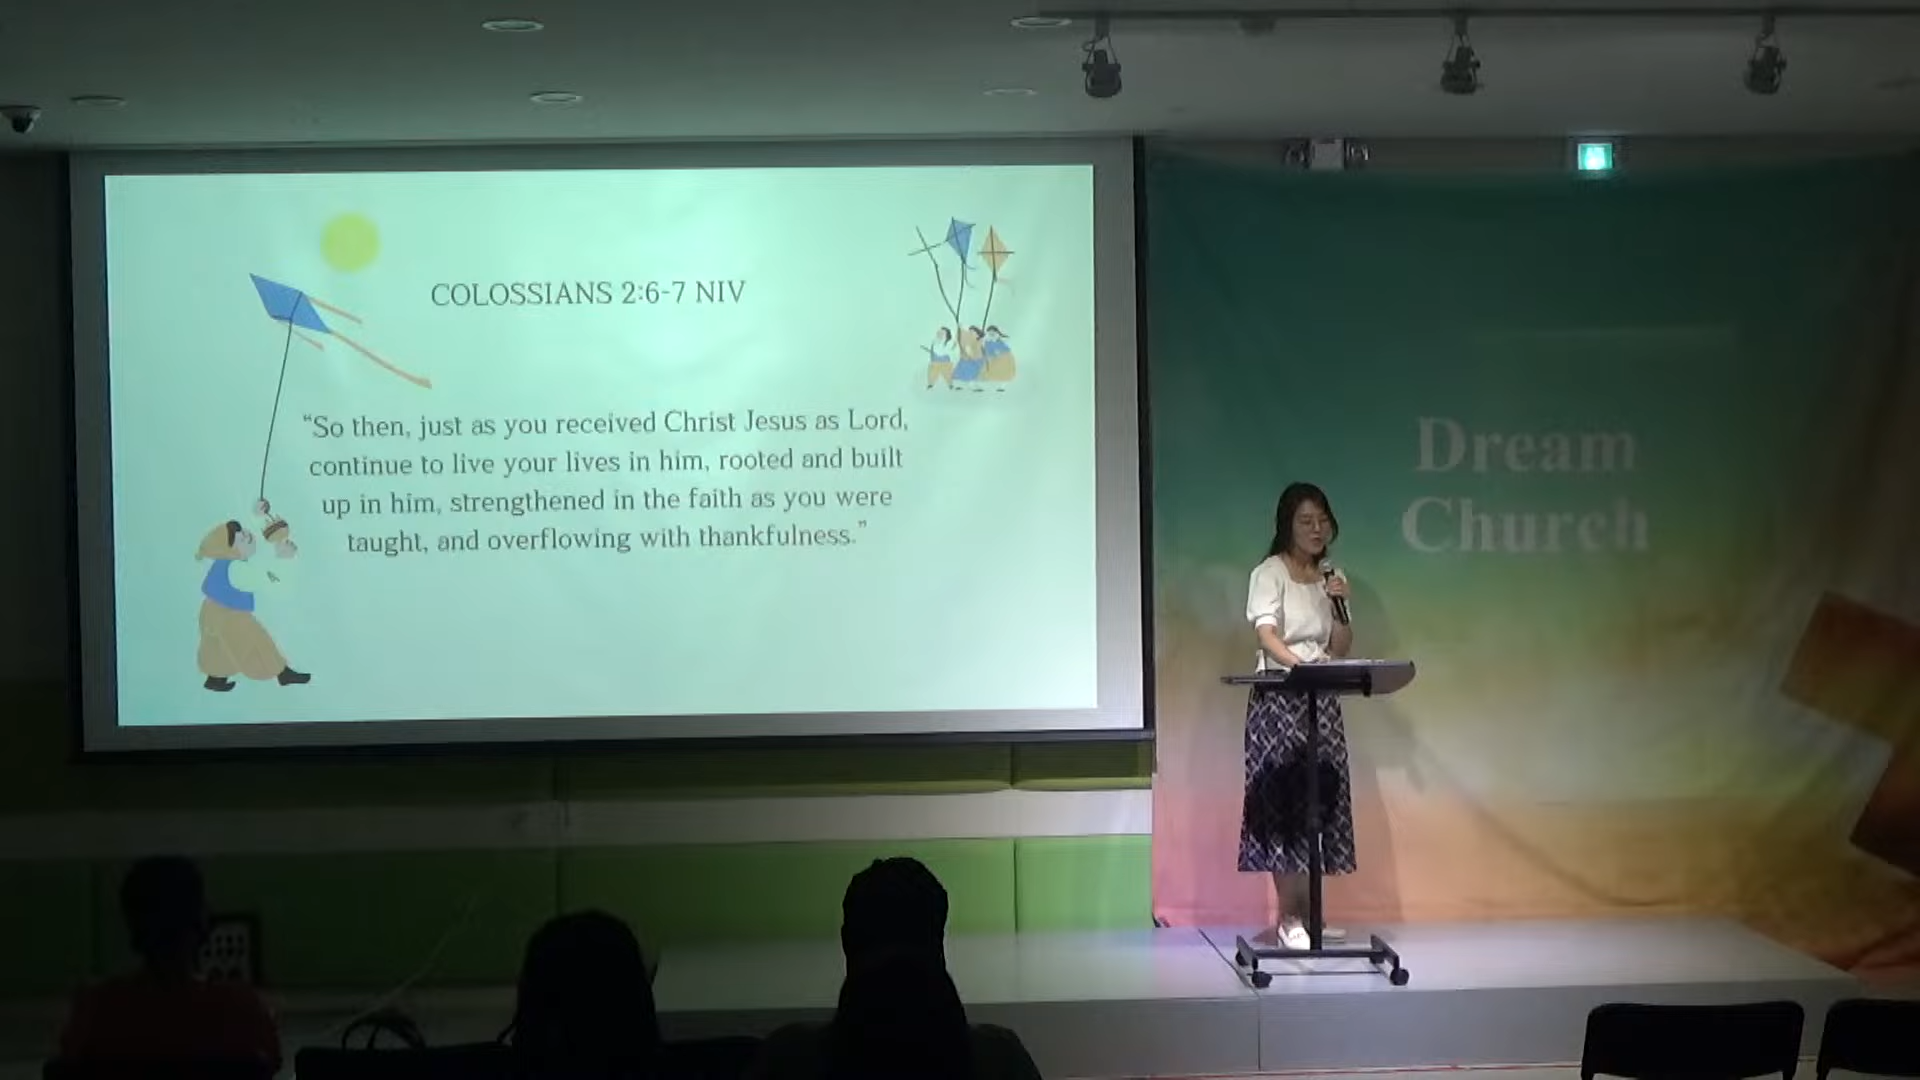 COLOSSIANS 2:6-7 NIV
“So then, just as you received Christ Jesus as Lord,
continue to live your lives in him, rooted and built
up in him, strengthened in the faith as you were
taught, and overflowing with thankfulness.”
Dream
Church